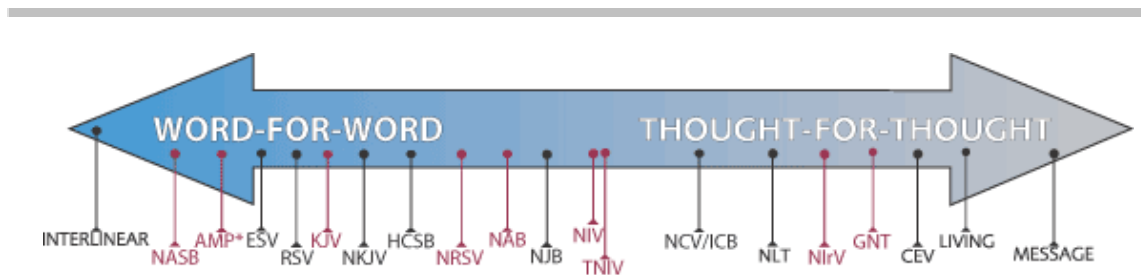 WORD-FOR-WORD THOUGHT-FOR-THOUGHT
INTERLINEAR NASB AMP* ESV RSV KJV NKJV HCSB NRSV NAB NJB NIV TNIV NCV/ICB NLT NIrV GNT CEV LIVING MESSAGE